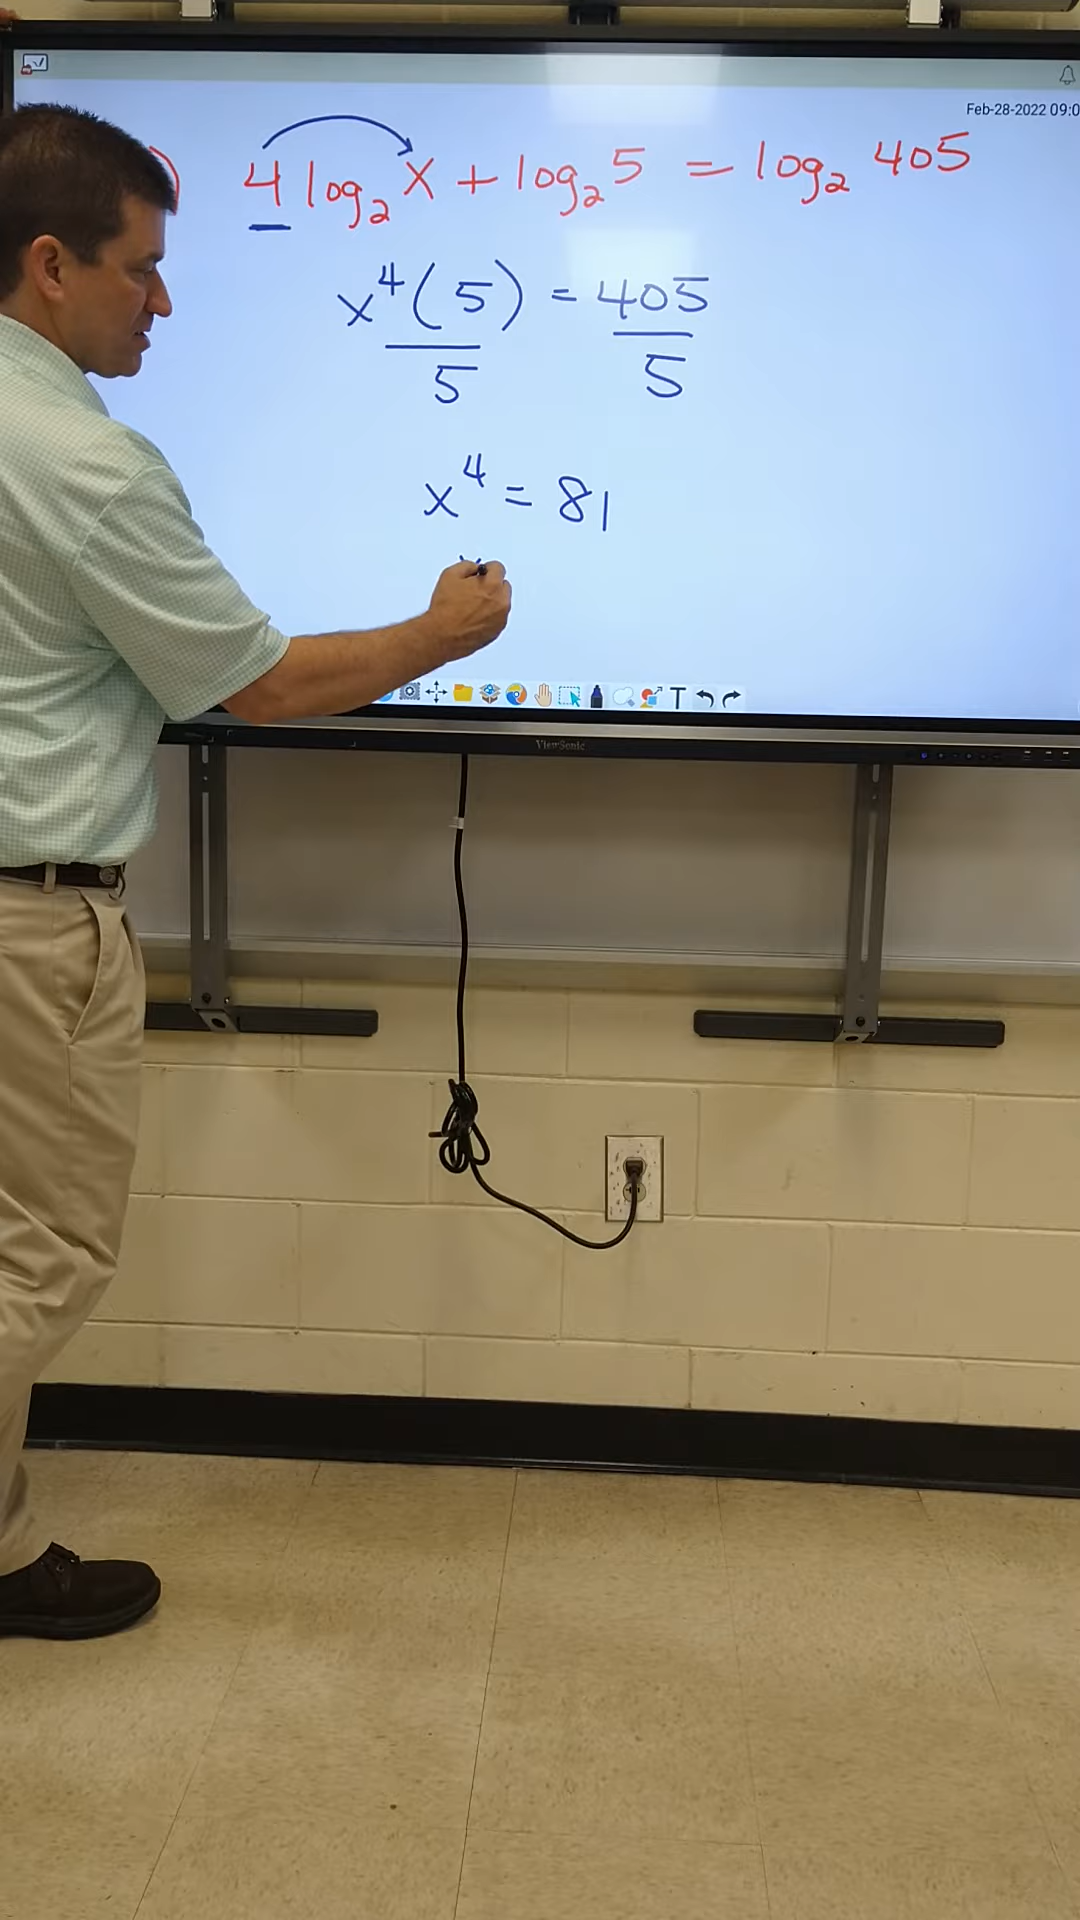 Feb-28-2022 09:0
) 4 log₂ x + log₂ 5 = log₂ 405
x⁴(5) = 405
5 5
x⁴ = 81
T
ViewSonic